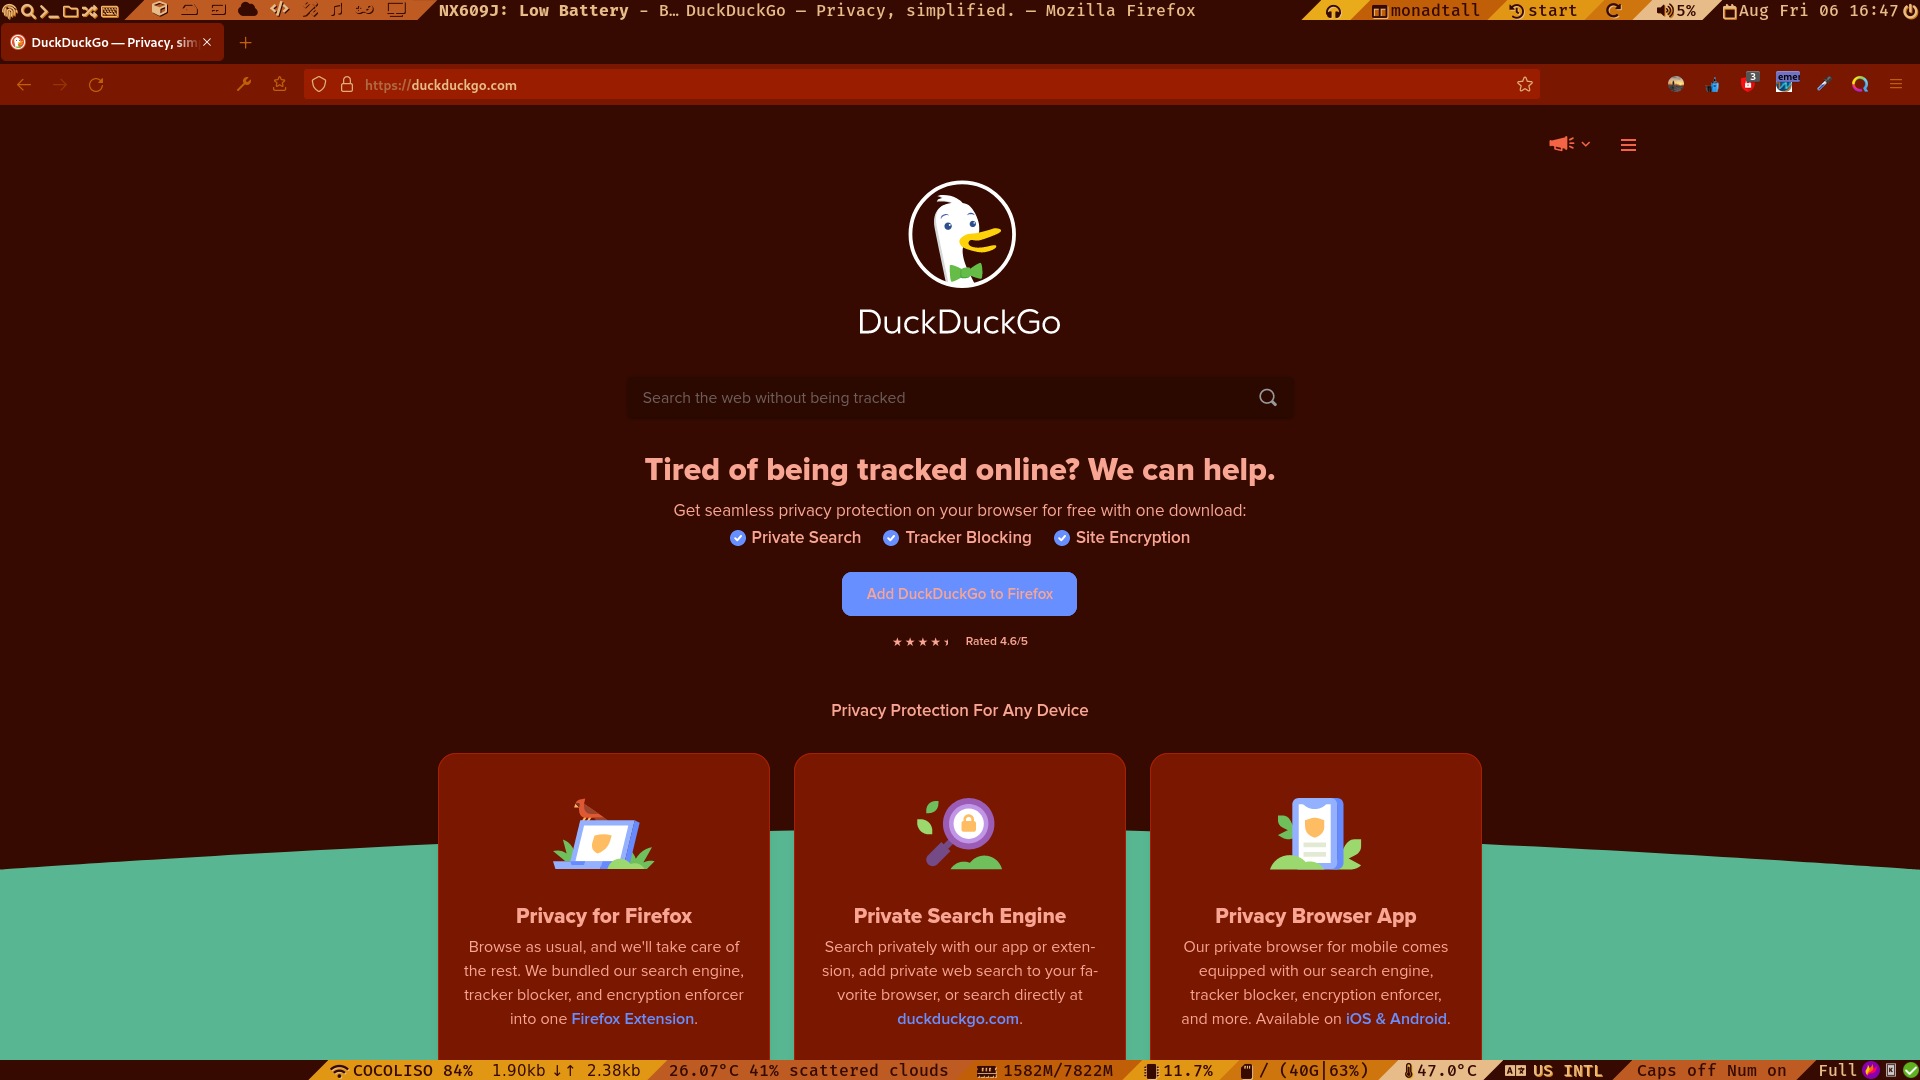 NX609J: Low Battery - B… DuckDuckGo — Privacy, simplified. — Mozilla Firefox
monadtall
start
5%
Aug Fri 06 16:47
DuckDuckGo — Privacy, sim
https://duckduckgo.com
3
emer
DuckDuckGo
Search the web without being tracked
Tired of being tracked online? We can help.
Get seamless privacy protection on your browser for free with one download:
Private Search Tracker Blocking Site Encryption
Add DuckDuckGo to Firefox
Rated 4.6/5
Privacy Protection For Any Device
Privacy for Firefox
Browse as usual, and we'll take care of
the rest. We bundled our search engine,
tracker blocker, and encryption enforcer
into one Firefox Extension.
Private Search Engine
Search privately with our app or exten-
sion, add private web search to your fa-
vorite browser, or search directly at
duckduckgo.com.
Privacy Browser App
Our private browser for mobile comes
equipped with our search engine,
tracker blocker, encryption enforcer,
and more. Available on iOS & Android.
COCOLISO 84% 1.90kb ↓↑ 2.38kb
26.07°C 41% scattered clouds
1582M/7822M
11.7%
/ (40G|63%)
47.0°C
US INTL
Caps off Num on
Full